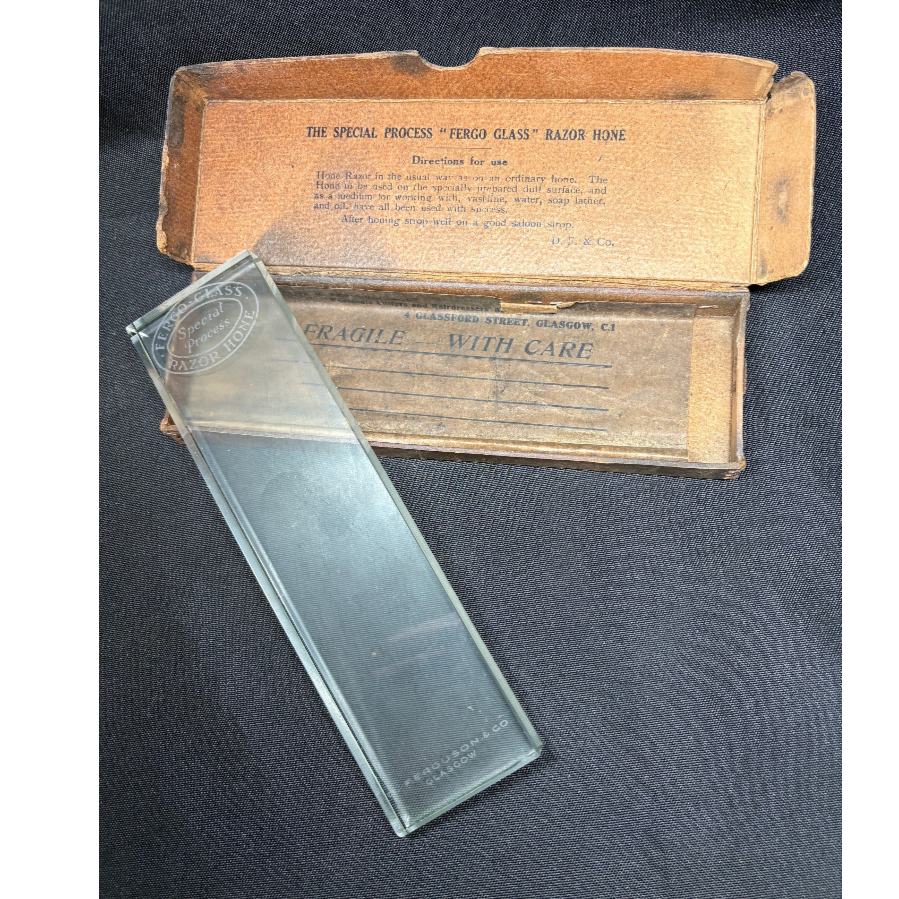 THE SPECIAL PROCESS "FERGO GLASS" RAZOR HONE
Directions for use
Hone Razor in the usual way as on an ordinary hone. The
Hone to be used on the specially prepared dull surface, and
as a medium for working with, vaseline, water, soap lather,
and oil, have all been used with success.
After honing strop well on a good saloon strop.
D. F. & Co.
and Hairdressers
4 GLASSFORD STREET, GLASGOW, C.1
FRAGILE WITH CARE
FERGO-GLASS
Special
Process
RAZOR HONE
FERGUSON & CO
GLASGOW